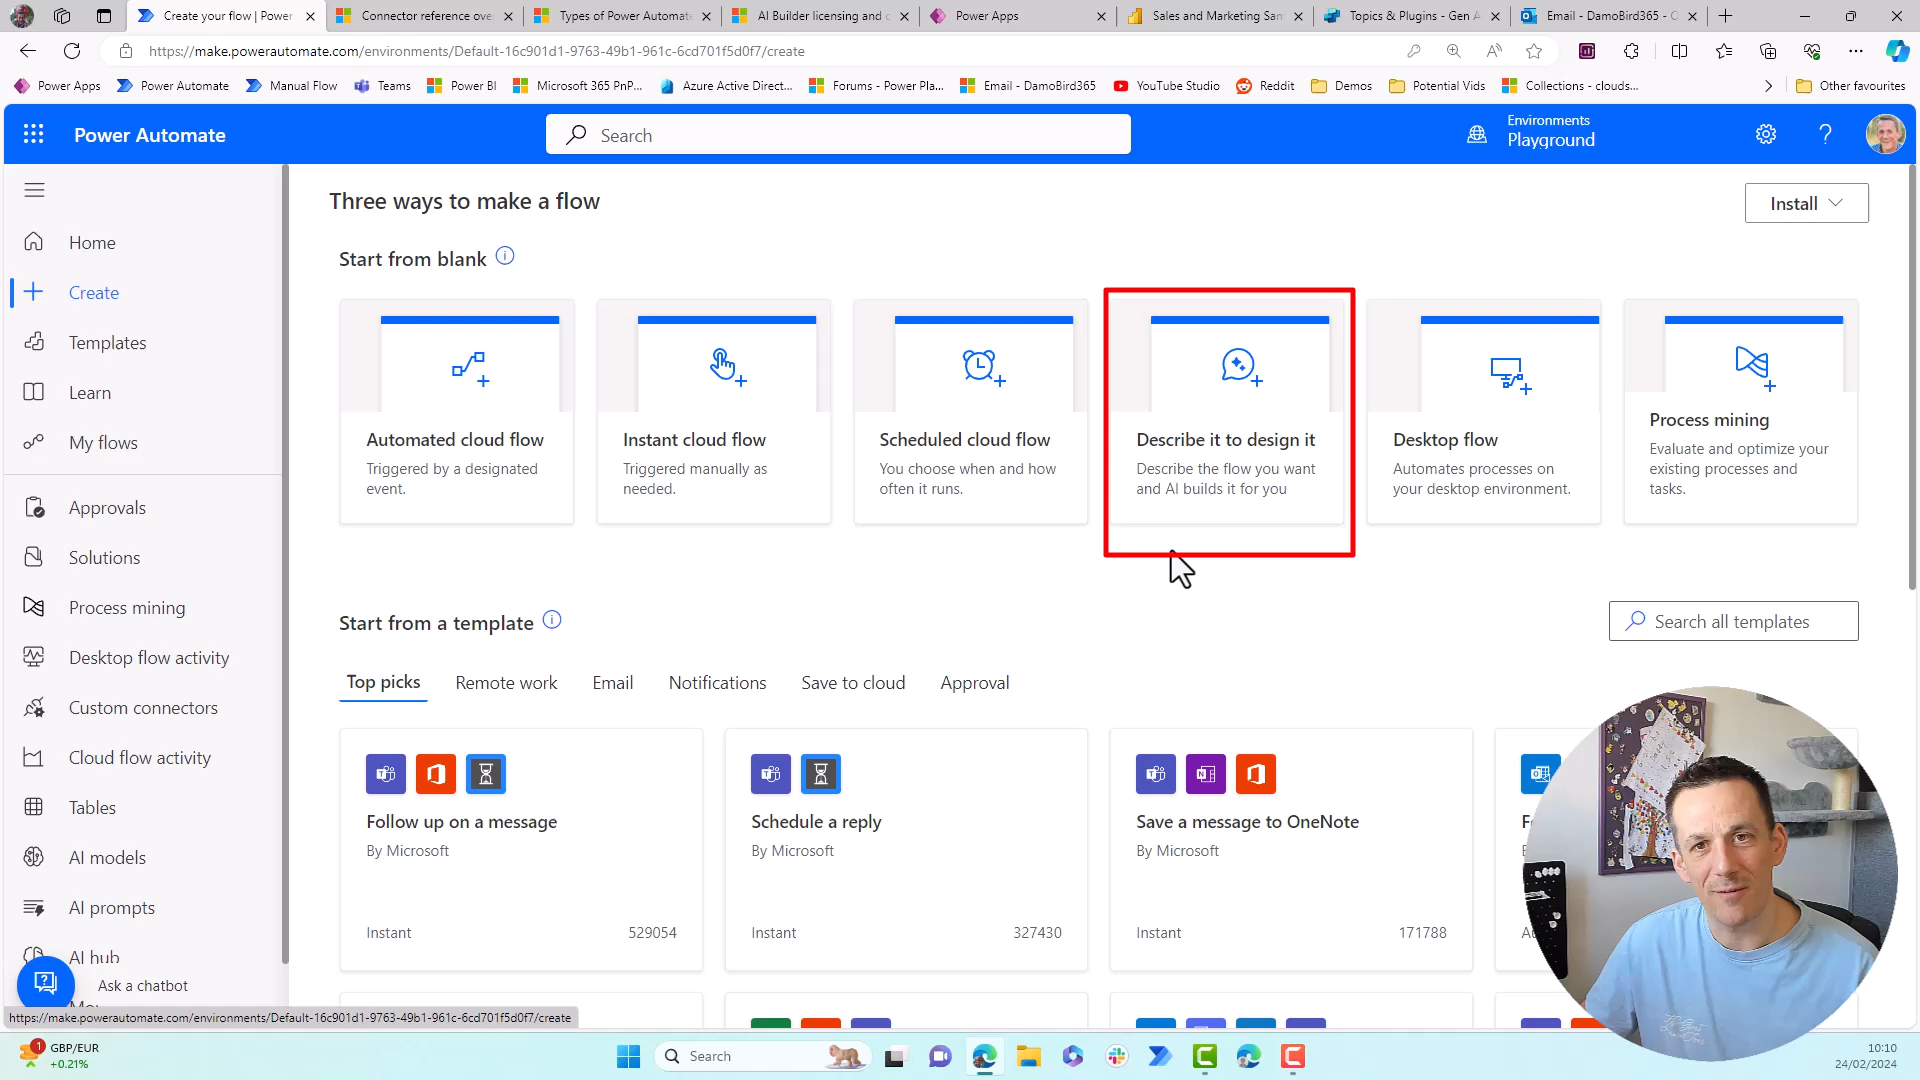 Create your flow | Power
Connector reference ove
Types of Power Automate
AI Builder licensing and c
Power Apps
Sales and Marketing Sam
Topics & Plugins - Gen A
Email - DamoBird365 - O
https://make.powerautomate.com/environments/Default-16c901d1-9763-49b1-961c-6cd701f5d0f7/create
Power Apps
Power Automate
Manual Flow
Teams
Power BI
Microsoft 365 PnP...
Azure Active Direct...
Forums - Power Pla...
Email - DamoBird365
YouTube Studio
Reddit
Demos
Potential Vids
Collections - clouds...
Other favourites
Power Automate
Search
Environments
Playground
?
Home
Create
Templates
Learn
My flows
Approvals
Solutions
Process mining
Desktop flow activity
Custom connectors
Cloud flow activity
Tables
AI models
AI prompts
AI hub
Ask a chatbot
https://make.powerautomate.com/environments/Default-16c901d1-9763-49b1-961c-6cd701f5d0f7/create
Three ways to make a flow
Install
Start from blank
Automated cloud flow
Triggered by a designated
event.
Instant cloud flow
Triggered manually as
needed.
Scheduled cloud flow
You choose when and how
often it runs.
Describe it to design it
Describe the flow you want
and AI builds it for you
Desktop flow
Automates processes on
your desktop environment.
Process mining
Evaluate and optimize your
existing processes and
tasks.
Start from a template
Search all templates
Top picks
Remote work
Email
Notifications
Save to cloud
Approval
Follow up on a message
By Microsoft
Instant
529054
Schedule a reply
By Microsoft
Instant
327430
Save a message to OneNote
By Microsoft
Instant
171788
1
GBP/EUR
+0.21%
Search
10:10
24/02/2024